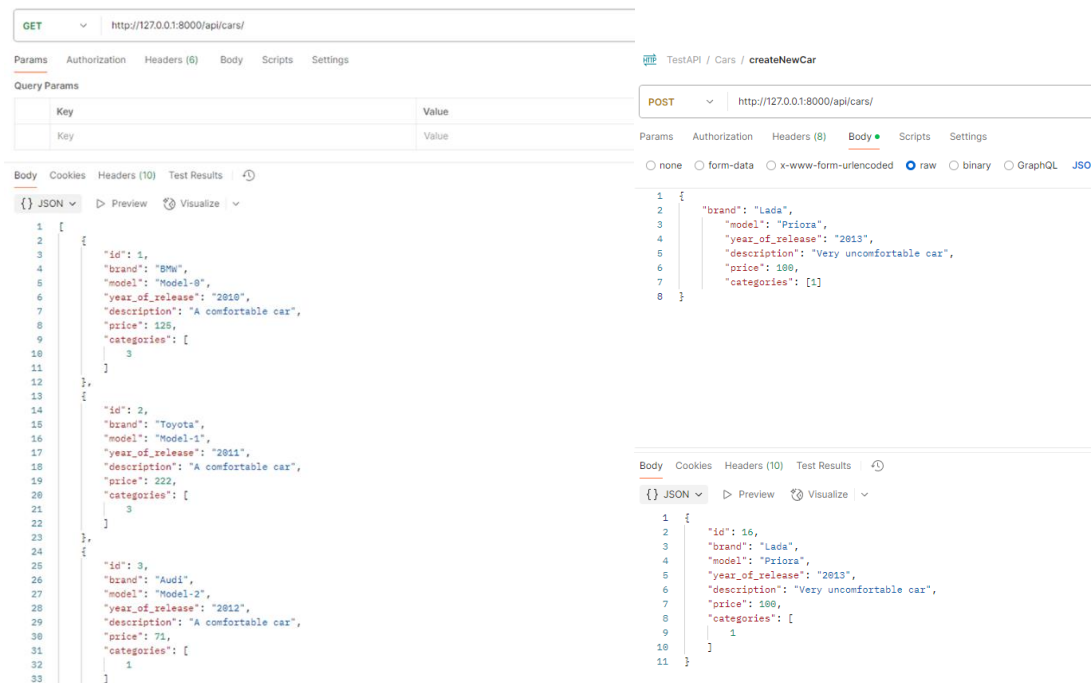 GET http://127.0.0.1:8000/api/cars/
Params Authorization Headers (6) Body Scripts Settings
Query Params
Key Value
Key Value
Body Cookies Headers (10) Test Results
{} JSON Preview Visualize
1 [
2 {
3 "id": 1,
4 "brand": "BMW",
5 "model": "Model-0",
6 "year_of_release": "2010",
7 "description": "A comfortable car",
8 "price": 125,
9 "categories": [
10 3
11 ]
12 },
13 {
14 "id": 2,
15 "brand": "Toyota",
16 "model": "Model-1",
17 "year_of_release": "2011",
18 "description": "A comfortable car",
19 "price": 222,
20 "categories": [
21 3
22 ]
23 },
24 {
25 "id": 3,
26 "brand": "Audi",
27 "model": "Model-2",
28 "year_of_release": "2012",
29 "description": "A comfortable car",
30 "price": 71,
31 "categories": [
32 1
33 ]
HTTP TestAPI / Cars / createNewCar
POST http://127.0.0.1:8000/api/cars/
Params Authorization Headers (8) Body Scripts Settings
none form-data x-www-form-urlencoded raw binary GraphQL JSO
1 {
2 "brand": "Lada",
3 "model": "Priora",
4 "year_of_release": "2013",
5 "description": "Very uncomfortable car",
6 "price": 100,
7 "categories": [1]
8 }
Body Cookies Headers (10) Test Results
{} JSON Preview Visualize
1 {
2 "id": 16,
3 "brand": "Lada",
4 "model": "Priora",
5 "year_of_release": "2013",
6 "description": "Very uncomfortable car",
7 "price": 100,
8 "categories": [
9 1
10 ]
11 }